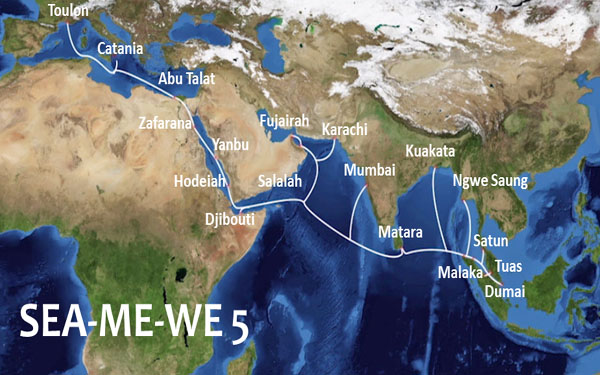 Toulon
Catania
Abu Talat
Zafarana
Fujairah
Karachi
Yanbu
Kuakata
Mumbai
Hodeiah
Salalah
Ngwe Saung
Djibouti
Matara
Satun
Malaka
Tuas
Dumai
SEA-ME-WE 5